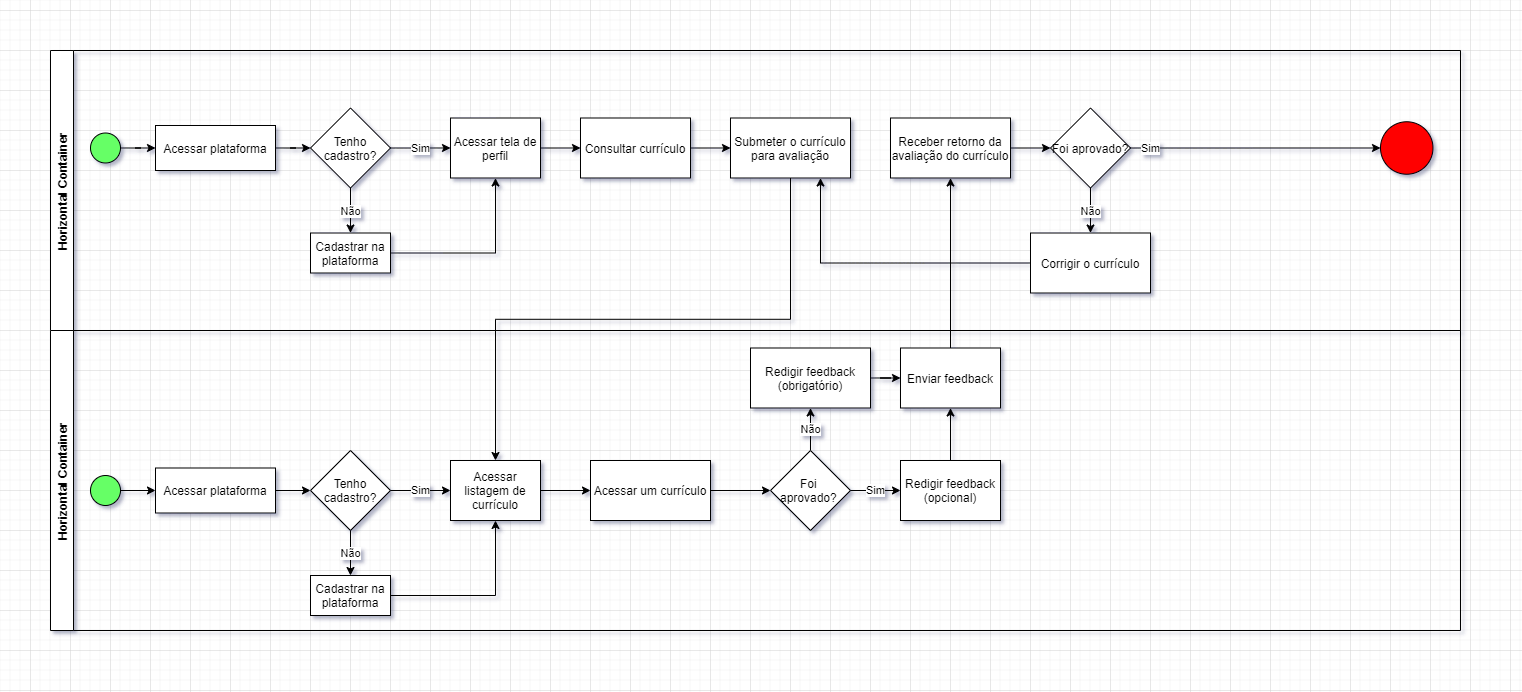 Horizontal Container
Acessar plataforma
Tenho
cadastro?
Sim
Não
Cadastrar na
plataforma
Acessar tela de
perfil
Consultar currículo
Submeter o currículo
para avaliação
Receber retorno da
avaliação do currículo
Foi aprovado?
Sim
Não
Corrigir o currículo
Horizontal Container
Acessar plataforma
Tenho
cadastro?
Sim
Não
Cadastrar na
plataforma
Acessar
listagem de
currículo
Acessar um currículo
Foi
aprovado?
Não
Redigir feedback
(obrigatório)
Sim
Redigir feedback
(opcional)
Enviar feedback